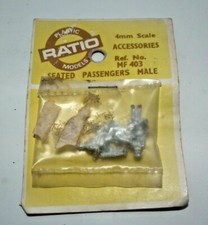 PLASTIC
RATIO
MODELS
4mm Scale
ACCESSORIES
Ref. No.
MF 403
SEATED PASSENGERS MALE